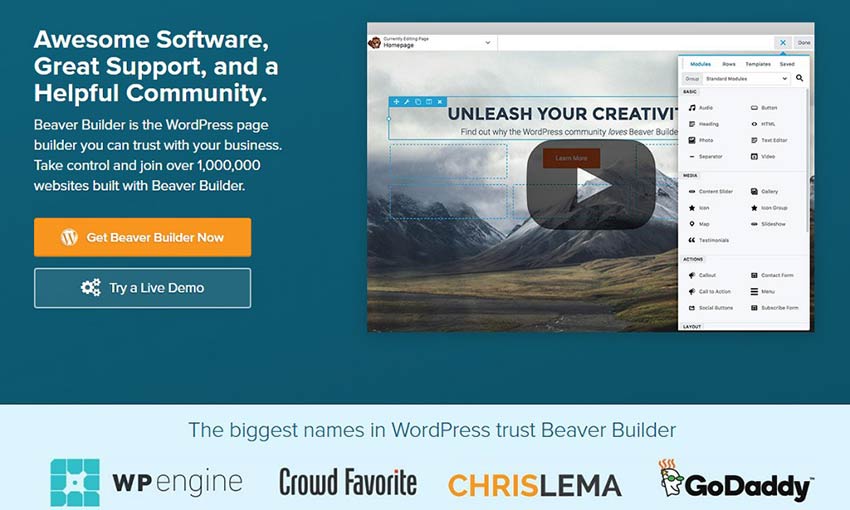 Awesome Software,
Great Support, and a
Helpful Community.
Beaver Builder is the WordPress page
builder you can trust with your business.
Take control and join over 1,000,000
websites built with Beaver Builder.
Get Beaver Builder Now
Try a Live Demo
Currently Editing Page
Homepage
Done
UNLEASH YOUR CREATIVIT
Find out why the WordPress community loves Beaver Builde
Learn More
Modules Rows Templates Saved
Group Standard Modules
BASIC
Audio Button
Heading HTML
Photo Text Editor
Separator Video
MEDIA
Content Slider Gallery
Icon Icon Group
Map Slideshow
Testimonials
ACTIONS
Callout Contact Form
Call to Action Menu
Social Buttons Subscribe Form
LAYOUT
The biggest names in WordPress trust Beaver Builder
WP engine Crowd Favorite CHRISLEMA GoDaddy™